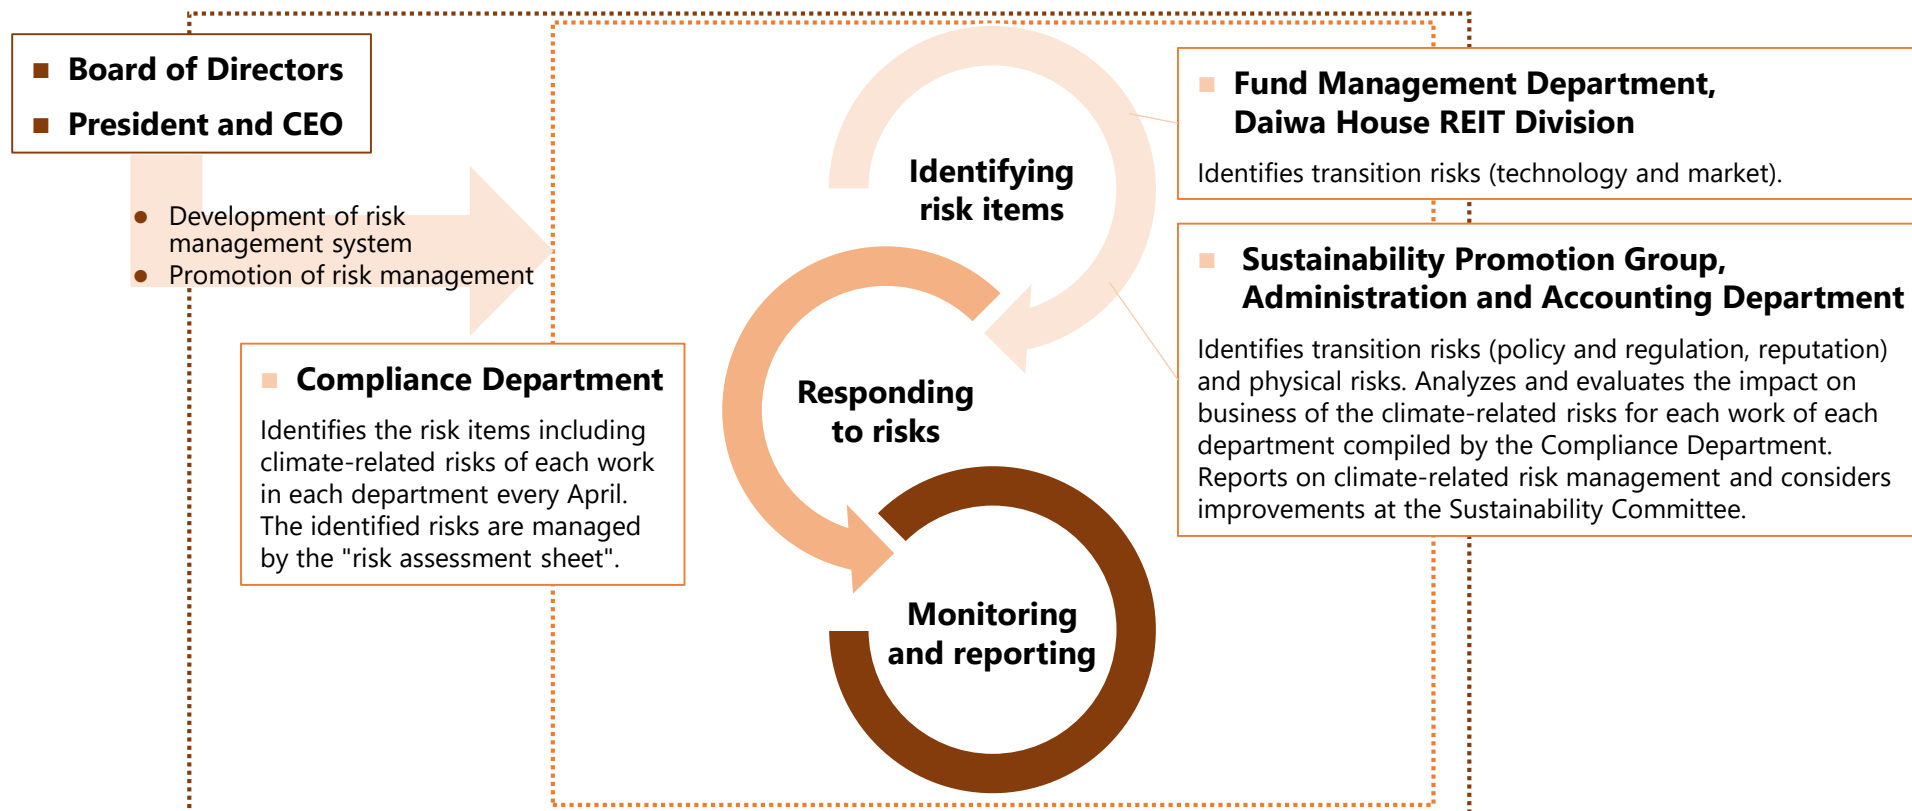 Board of Directors
President and CEO
Development of risk
management system
Promotion of risk management
Compliance Department
Identifies the risk items including
climate-related risks of each work
in each department every April.
The identified risks are managed
by the "risk assessment sheet".
Identifying
risk items
Responding
to risks
Monitoring
and reporting
Fund Management Department,
Daiwa House REIT Division
Identifies transition risks (technology and market).
Sustainability Promotion Group,
Administration and Accounting Department
Identifies transition risks (policy and regulation, reputation)
and physical risks. Analyzes and evaluates the impact on
business of the climate-related risks for each work of each
department compiled by the Compliance Department.
Reports on climate-related risk management and considers
improvements at the Sustainability Committee.